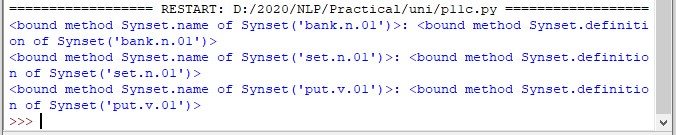 =================== RESTART: D:/2020/NLP/Practical/uni/p11c.py ===================
<bound method Synset.name of Synset('bank.n.01')>: <bound method Synset.definiti
on of Synset('bank.n.01')>
<bound method Synset.name of Synset('set.n.01')>: <bound method Synset.definitio
n of Synset('set.n.01')>
<bound method Synset.name of Synset('put.v.01')>: <bound method Synset.definitio
n of Synset('put.v.01')>
>>>